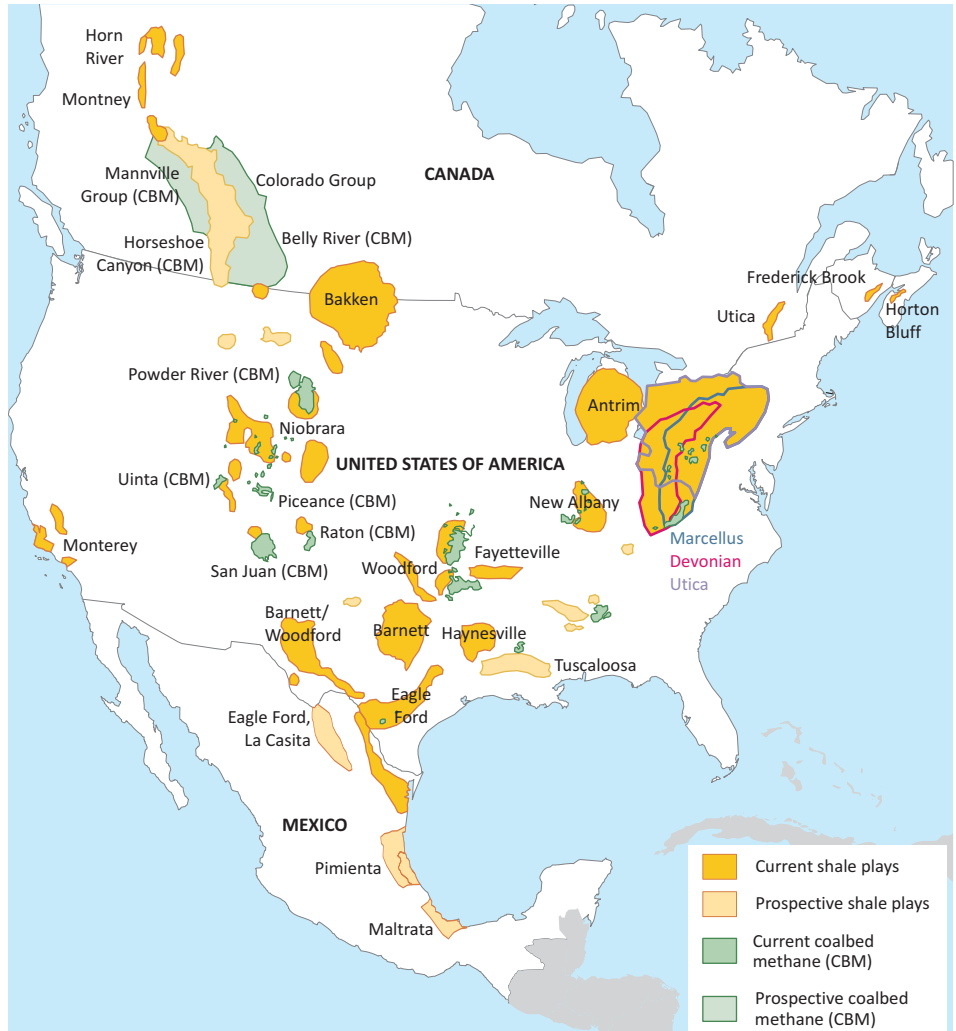 Horn
River
Montney
CANADA
Mannville
Group (CBM)
Colorado Group
Horseshoe
Canyon (CBM)
Belly River (CBM)
Bakken
Frederick Brook
Utica
Horton
Bluff
Powder River (CBM)
Niobrara
Antrim
UNITED STATES OF AMERICA
Uinta (CBM)
Piceance (CBM)
New Albany
Monterey
Raton (CBM)
San Juan (CBM)
Woodford
Fayetteville
Marcellus
Devonian
Utica
Barnett/
Woodford
Barnett
Haynesville
Tuscaloosa
Eagle
Ford
Eagle Ford,
La Casita
MEXICO
Pimienta
Maltrata
Current shale plays
Prospective shale plays
Current coalbed
methane (CBM)
Prospective coalbed
methane (CBM)